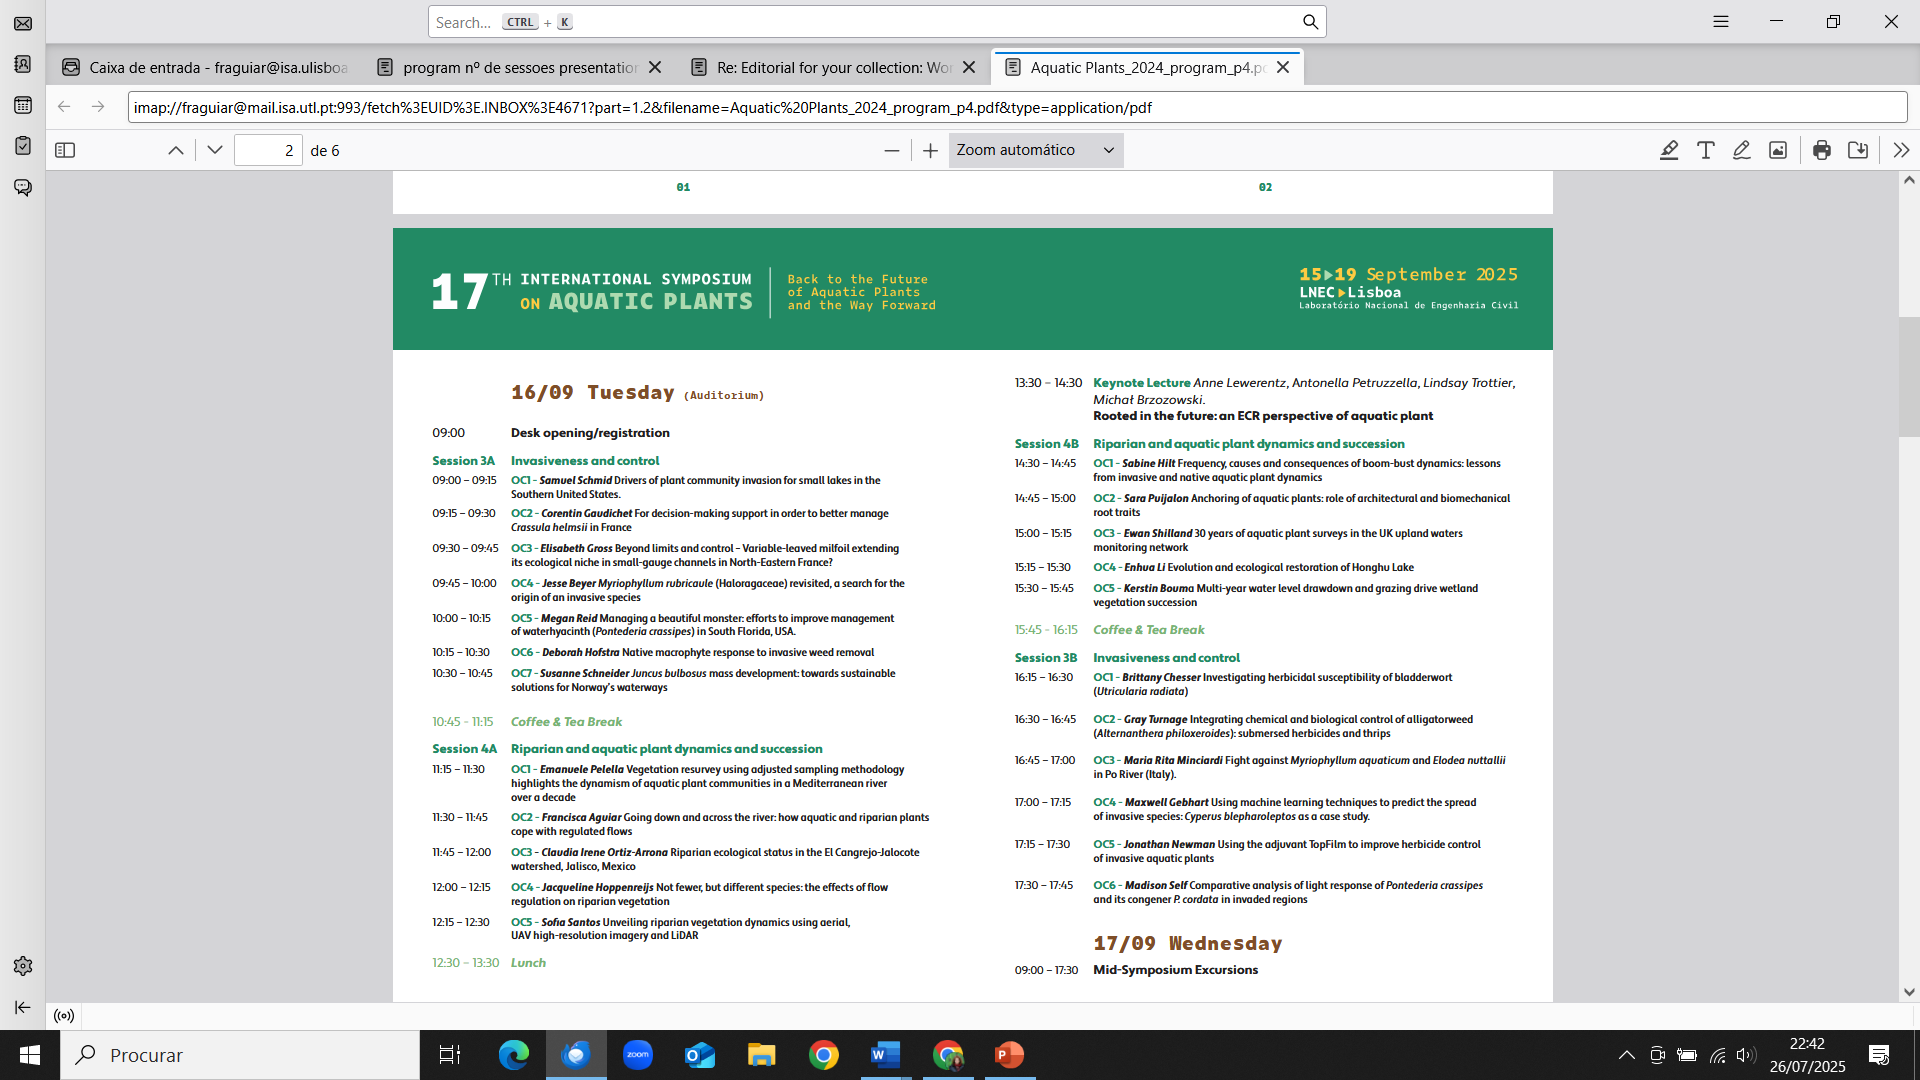 Search... CTRL + K
Caixa de entrada - fraguiar@isa.ulisboa
program nº de sessoes presentation
Re: Editorial for your collection: Wo
Aquatic Plants_2024_program_p4.pd
imap://fraguiar@mail.isa.utl.pt:993/fetch%3EUID%3E.INBOX%3E4671?part=1.2&filename=Aquatic%20Plants_2024_program_p4.pdf&type=application/pdf
2 de 6
Zoom automático
01
02
17TH INTERNATIONAL SYMPOSIUM
ON AQUATIC PLANTS
Back to the Future
of Aquatic Plants
and the Way Forward
15▸19 September 2025
LNEC▸Lisboa
Laboratório Nacional de Engenharia Civil
16/09 Tuesday (Auditorium)
09:00 Desk opening/registration
Session 3A Invasiveness and control
09:00 – 09:15 OC1 - Samuel Schmid Drivers of plant community invasion for small lakes in the
Southern United States.
09:15 – 09:30 OC2 - Corentin Gaudichet For decision-making support in order to better manage
Crassula helmsii in France
09:30 – 09:45 OC3 - Elisabeth Gross Beyond limits and control – Variable-leaved milfoil extending
its ecological niche in small-gauge channels in North-Eastern France?
09:45 – 10:00 OC4 - Jesse Beyer Myriophyllum rubricaule (Haloragaceae) revisited, a search for the
origin of an invasive species
10:00 – 10:15 OC5 - Megan Reid Managing a beautiful monster: efforts to improve management
of waterhyacinth (Pontederia crassipes) in South Florida, USA.
10:15 – 10:30 OC6 - Deborah Hofstra Native macrophyte response to invasive weed removal
10:30 – 10:45 OC7 - Susanne Schneider Juncus bulbosus mass development: towards sustainable
solutions for Norway's waterways
10:45 - 11:15 Coffee & Tea Break
Session 4A Riparian and aquatic plant dynamics and succession
11:15 – 11:30 OC1 - Emanuele Pelella Vegetation resurvey using adjusted sampling methodology
highlights the dynamism of aquatic plant communities in a Mediterranean river
over a decade
11:30 – 11:45 OC2 - Francisca Aguiar Going down and across the river: how aquatic and riparian plants
cope with regulated flows
11:45 – 12:00 OC3 - Claudia Irene Ortiz-Arrona Riparian ecological status in the El Cangrejo-Jalocote
watershed, Jalisco, Mexico
12:00 – 12:15 OC4 - Jacqueline Hoppenreijs Not fewer, but different species: the effects of flow
regulation on riparian vegetation
12:15 – 12:30 OC5 - Sofia Santos Unveiling riparian vegetation dynamics using aerial,
UAV high-resolution imagery and LiDAR
12:30 – 13:30 Lunch
13:30 – 14:30 Keynote Lecture Anne Lewerentz, Antonella Petruzzella, Lindsay Trottier,
Michał Brzozowski.
Rooted in the future: an ECR perspective of aquatic plant
Session 4B Riparian and aquatic plant dynamics and succession
14:30 – 14:45 OC1 - Sabine Hilt Frequency, causes and consequences of boom-bust dynamics: lessons
from invasive and native aquatic plant dynamics
14:45 – 15:00 OC2 - Sara Puijalon Anchoring of aquatic plants: role of architectural and biomechanical
root traits
15:00 – 15:15 OC3 - Ewan Shilland 30 years of aquatic plant surveys in the UK upland waters
monitoring network
15:15 – 15:30 OC4 - Enhua Li Evolution and ecological restoration of Honghu Lake
15:30 – 15:45 OC5 - Kerstin Bouma Multi-year water level drawdown and grazing drive wetland
vegetation succession
15:45 - 16:15 Coffee & Tea Break
Session 3B Invasiveness and control
16:15 – 16:30 OC1 - Brittany Chesser Investigating herbicidal susceptibility of bladderwort
(Utricularia radiata)
16:30 – 16:45 OC2 - Gray Turnage Integrating chemical and biological control of alligatorweed
(Alternanthera philoxeroides): submersed herbicides and thrips
16:45 – 17:00 OC3 - Maria Rita Minciardi Fight against Myriophyllum aquaticum and Elodea nuttallii
in Po River (Italy).
17:00 – 17:15 OC4 - Maxwell Gebhart Using machine learning techniques to predict the spread
of invasive species: Cyperus blepharoleptos as a case study.
17:15 – 17:30 OC5 - Jonathan Newman Using the adjuvant TopFilm to improve herbicide control
of invasive aquatic plants
17:30 – 17:45 OC6 - Madison Self Comparative analysis of light response of Pontederia crassipes
and its congener P. cordata in invaded regions
17/09 Wednesday
09:00 – 17:30 Mid-Symposium Excursions
Procurar
zoom
22:42
26/07/2025